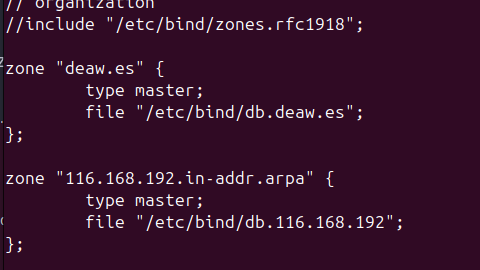 // organization
//include "/etc/bind/zones.rfc1918";
zone "deaw.es" {
type master;
file "/etc/bind/db.deaw.es";
};
zone "116.168.192.in-addr.arpa" {
type master;
file "/etc/bind/db.116.168.192";
};